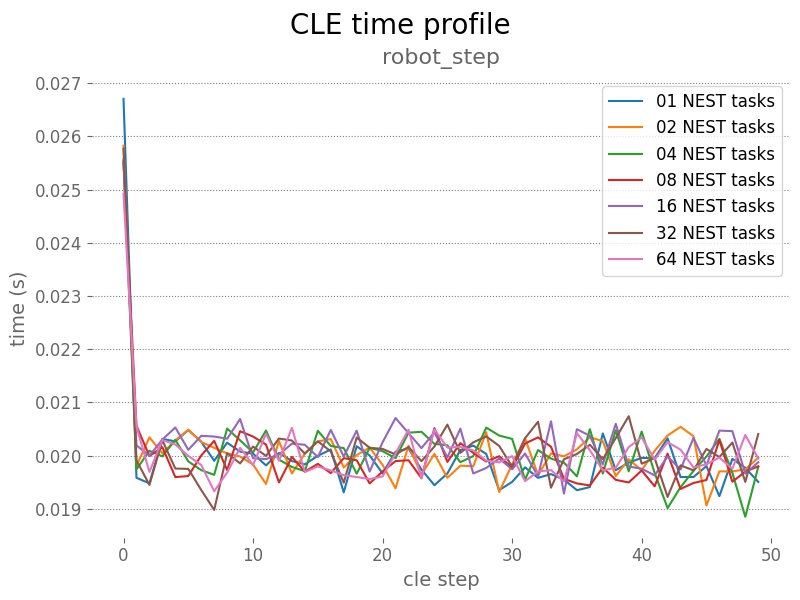 CLE time profile
robot_step
01 NEST tasks
02 NEST tasks
04 NEST tasks
08 NEST tasks
16 NEST tasks
32 NEST tasks
64 NEST tasks
time (s)
0.027
0.026
0.025
0.024
0.023
0.022
0.021
0.020
0.019
0 10 20 30 40 50
cle step